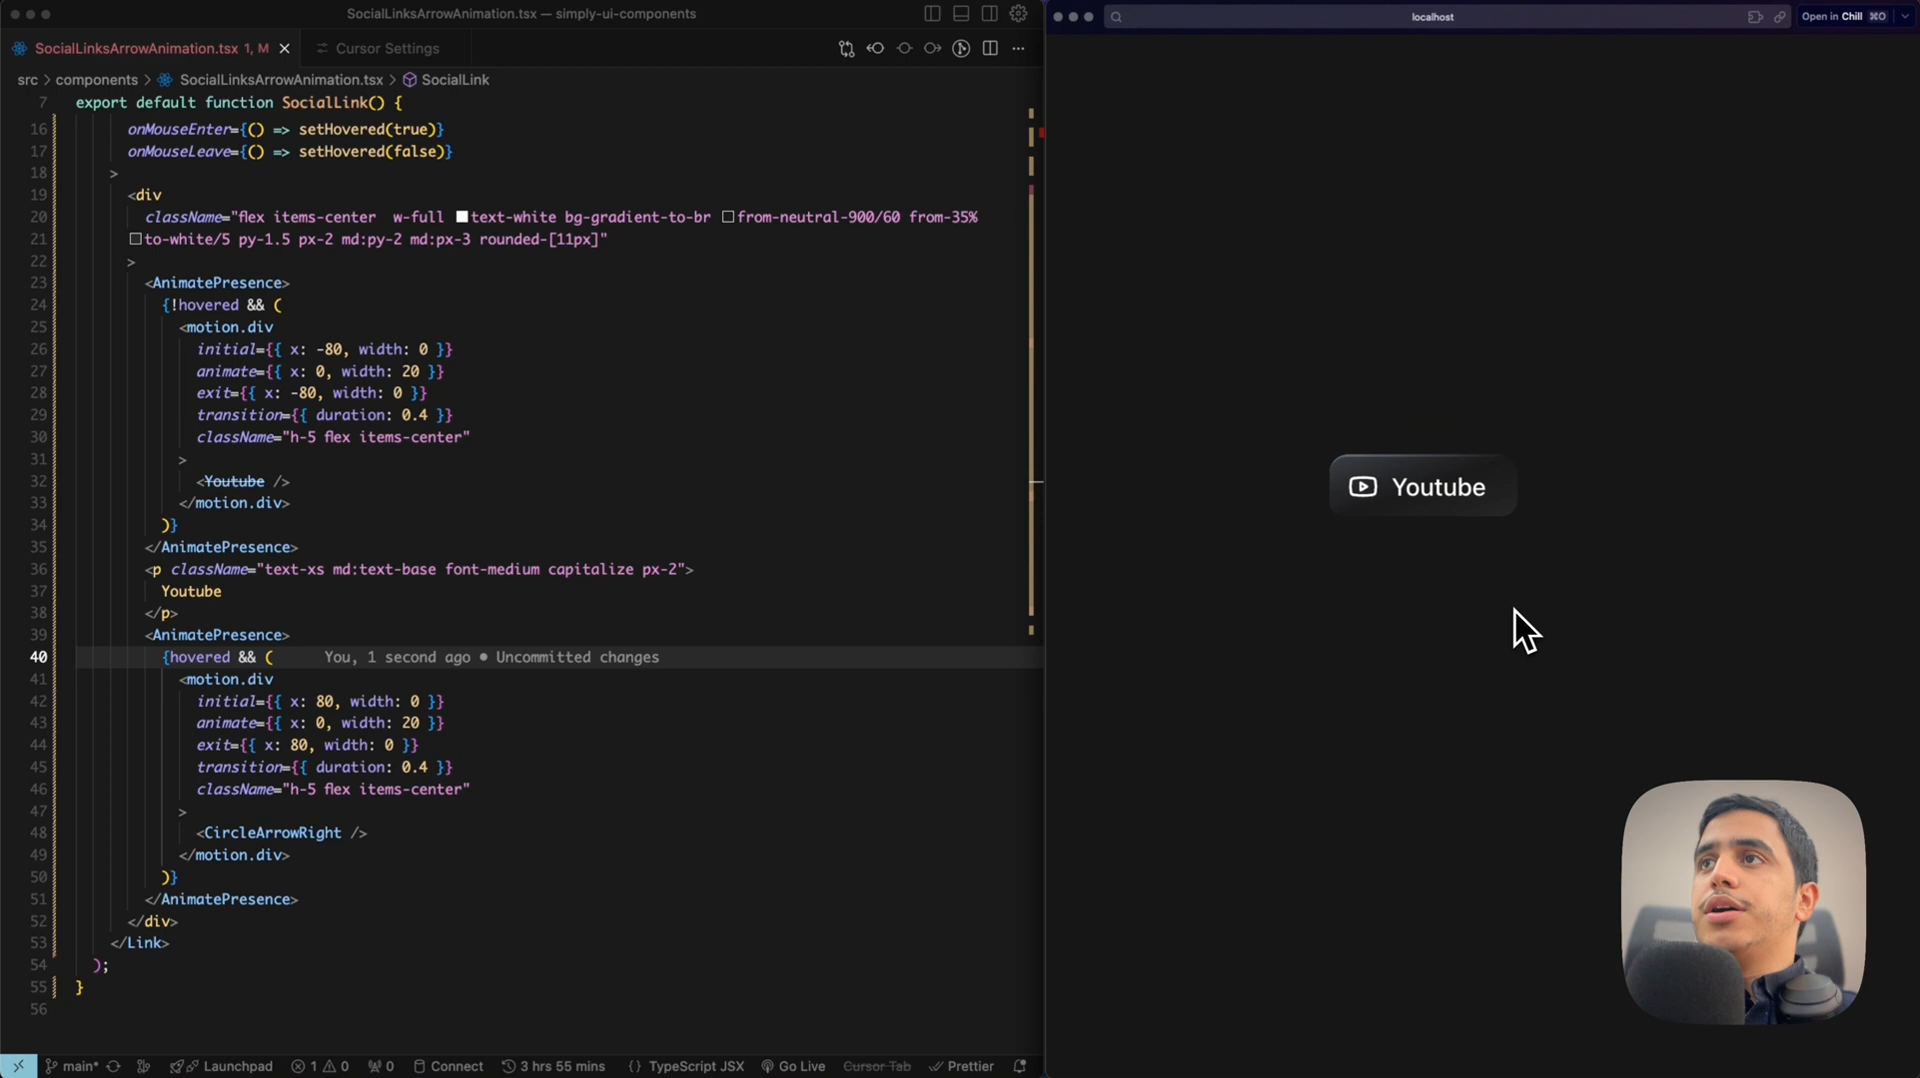 SocialLinksArrowAnimation.tsx — simply-ui-components
localhost
Open in Chill ⌘O
SocialLinksArrowAnimation.tsx 1, M
Cursor Settings
src > components > SocialLinksArrowAnimation.tsx > SocialLink
7 export default function SocialLink() {
16 onMouseEnter={() => setHovered(true)}
17 onMouseLeave={() => setHovered(false)}
18 >
19 <div
20 className="flex items-center  w-full text-white bg-gradient-to-br from-neutral-900/60 from-35%
21 to-white/5 py-1.5 px-2 md:py-2 md:px-3 rounded-[11px]"
22 >
23 <AnimatePresence>
24 {!hovered && (
25 <motion.div
26 initial={{ x: -80, width: 0 }}
27 animate={{ x: 0, width: 20 }}
28 exit={{ x: -80, width: 0 }}
29 transition={{ duration: 0.4 }}
30 className="h-5 flex items-center"
31 >
32 <Youtube />
33 </motion.div>
34 )}
35 </AnimatePresence>
36 <p className="text-xs md:text-base font-medium capitalize px-2">
37 Youtube
38 </p>
39 <AnimatePresence>
40 {hovered && ( You, 1 second ago • Uncommitted changes
41 <motion.div
42 initial={{ x: 80, width: 0 }}
43 animate={{ x: 0, width: 20 }}
44 exit={{ x: 80, width: 0 }}
45 transition={{ duration: 0.4 }}
46 className="h-5 flex items-center"
47 >
48 <CircleArrowRight />
49 </motion.div>
50 )}
51 </AnimatePresence>
52 </div>
53 </Link>
54 );
55 }
56
Youtube
main* Launchpad 1 0 0 Connect 3 hrs 55 mins {} TypeScript JSX Go Live Cursor Tab Prettier